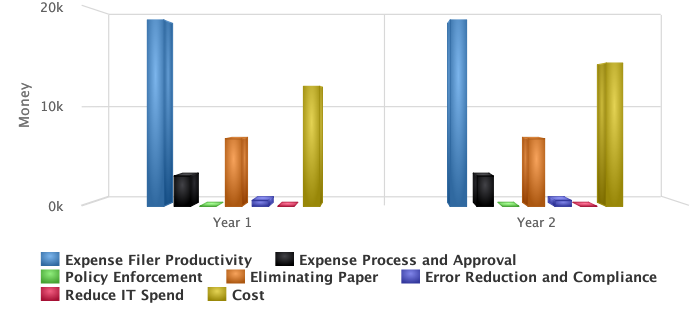 20k
10k
0k
Money
Year 1 Year 2
Expense Filer Productivity Expense Process and Approval
Policy Enforcement Eliminating Paper Error Reduction and Compliance
Reduce IT Spend Cost